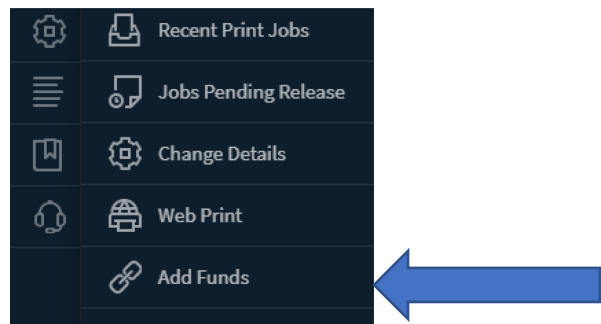 Recent Print Jobs
Jobs Pending Release
Change Details
Web Print
Add Funds